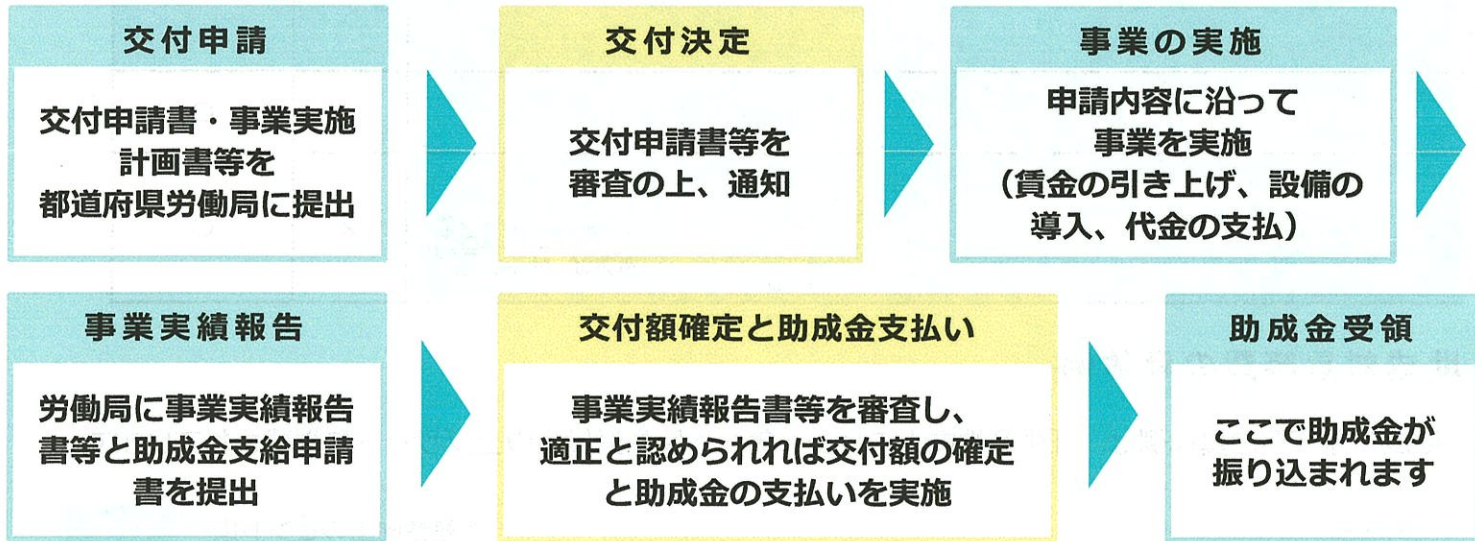 交付申請
交付申請書・事業実施
計画書等を
都道府県労働局に提出
交付決定
交付申請書等を
審査の上、通知
事業の実施
申請内容に沿って
事業を実施
（賃金の引き上げ、設備の
導入、代金の支払）
事業実績報告
労働局に事業実績報告
書等と助成金支給申請
書を提出
交付額確定と助成金支払い
事業実績報告書等を審査し、
適正と認められれば交付額の確定
と助成金の支払いを実施
助成金受領
ここで助成金が
振り込まれます